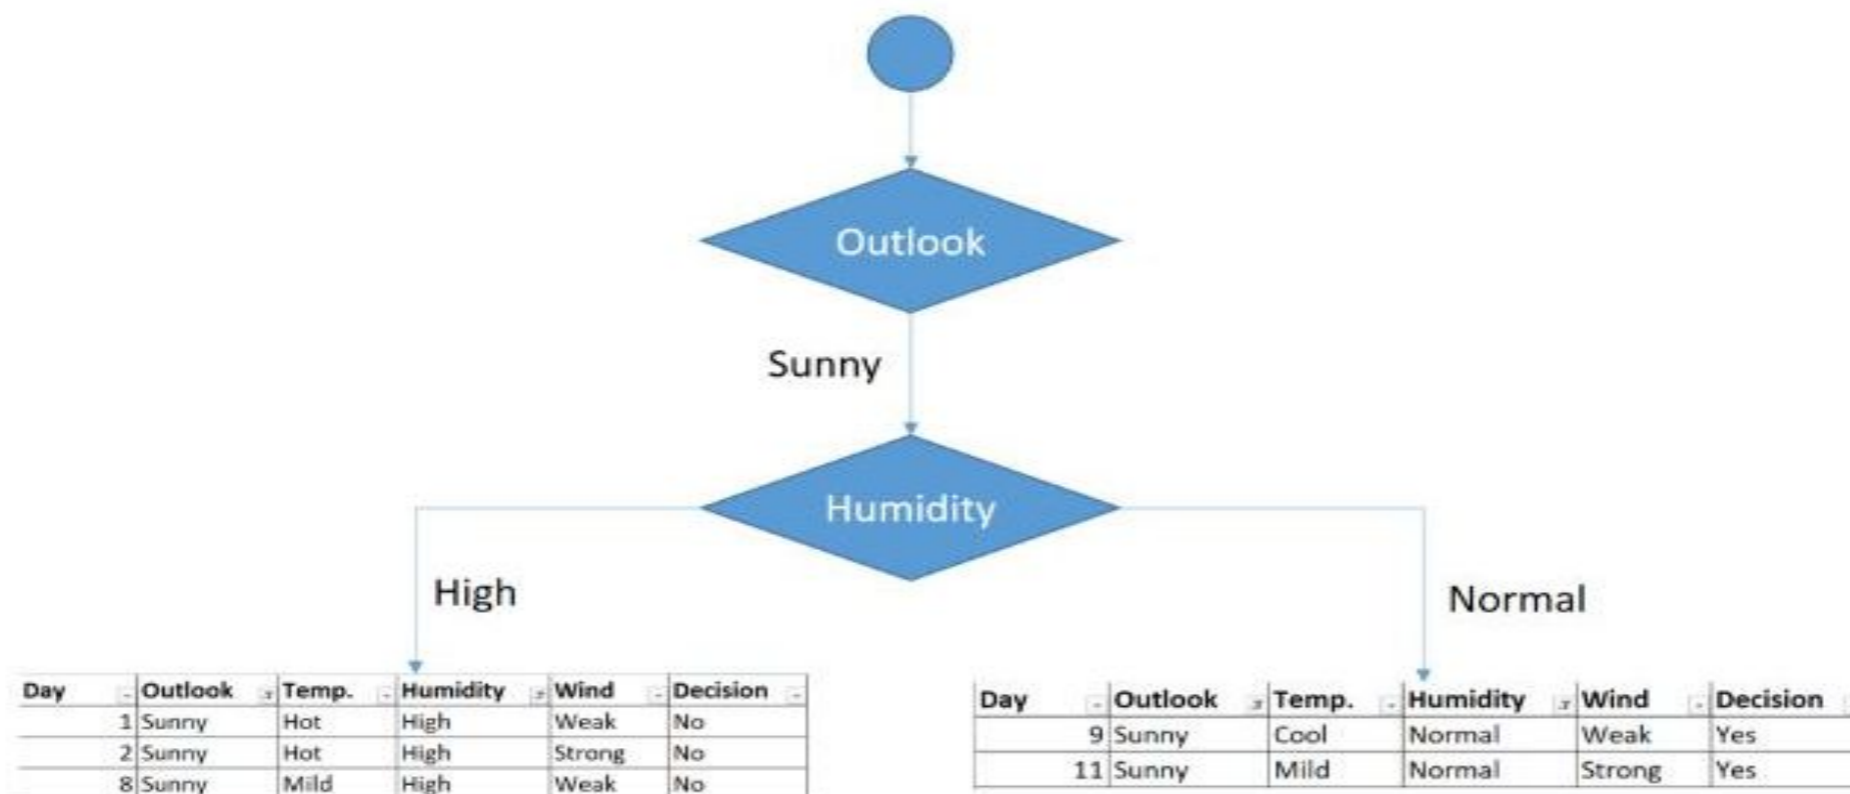 Outlook
Sunny
Humidity
High
Normal
Day Outlook Temp. Humidity Wind Decision
1 Sunny Hot High Weak No
2 Sunny Hot High Strong No
8 Sunny Mild High Weak No
Day Outlook Temp. Humidity Wind Decision
9 Sunny Cool Normal Weak Yes
11 Sunny Mild Normal Strong Yes